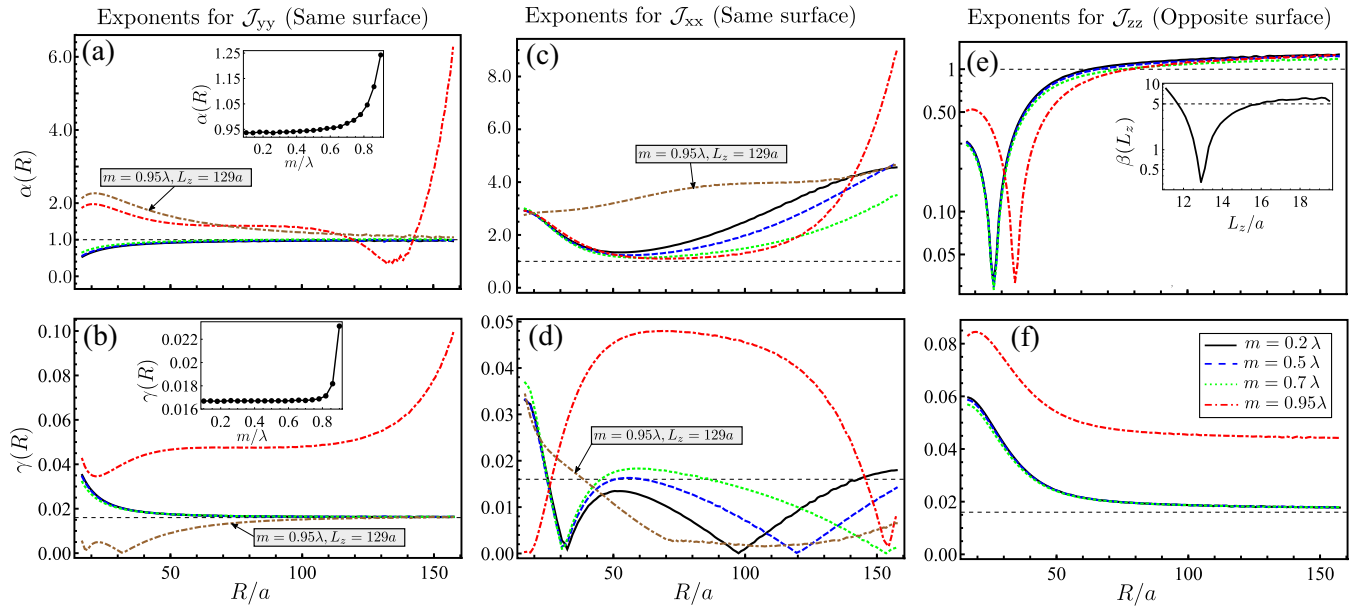 Exponents for 𝒥yy (Same surface)
Exponents for 𝒥xx (Same surface)
Exponents for 𝒥zz (Opposite surface)
(a)
α(R)
6.0
4.0
2.0
1.0
0.0
m = 0.95λ, Lz = 129a
α(R)
1.25
1.15
1.05
0.95
0.2 0.4 0.6 0.8
m/λ
(c)
8.0
6.0
4.0
2.0
1.0
0.0
m = 0.95λ, Lz = 129a
(e)
1
0.50
0.10
0.05
β(Lz)
10
5
1
0.5
12 14 16 18
Lz/a
(b)
γ(R)
0.10
0.08
0.06
0.04
0.02
0.00
m = 0.95λ, Lz = 129a
γ(R)
0.022
0.02
0.018
0.016
0.2 0.4 0.6 0.8
m/λ
50 100 150
R/a
(d)
0.05
0.04
0.03
0.02
0.01
0.00
m = 0.95λ, Lz = 129a
50 100 150
R/a
(f)
0.08
0.06
0.04
0.02
0.00
m = 0.2 λ
m = 0.5 λ
m = 0.7 λ
m = 0.95λ
50 100 150
R/a